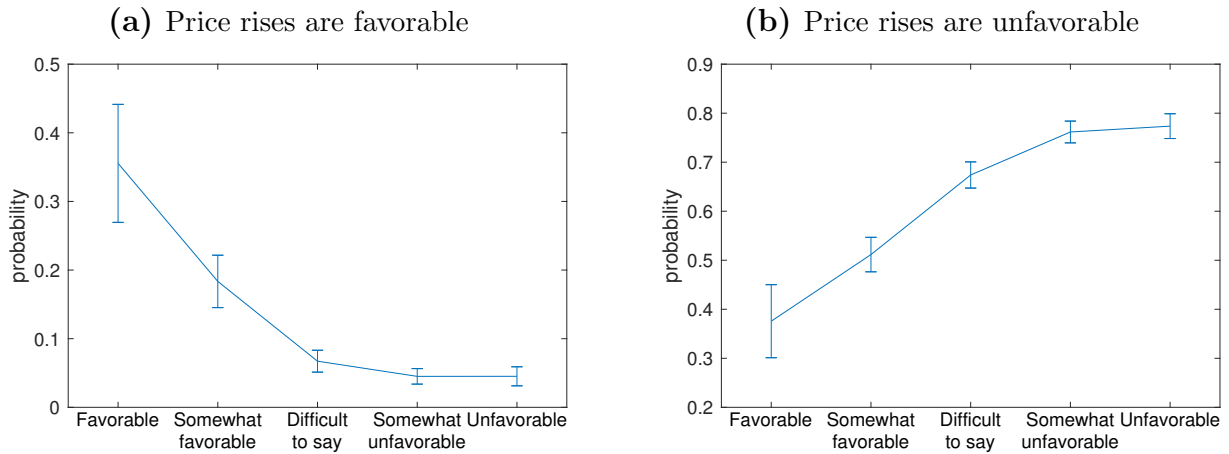 (a) Price rises are favorable
0.5
0.4
0.3
0.2
0.1
0
probability
Favorable
Somewhat
favorable
Difficult
to say
Somewhat
unfavorable
Unfavorable
(b) Price rises are unfavorable
0.9
0.8
0.7
0.6
0.5
0.4
0.3
0.2
probability
Favorable
Somewhat
favorable
Difficult
to say
Somewhat
unfavorable
Unfavorable